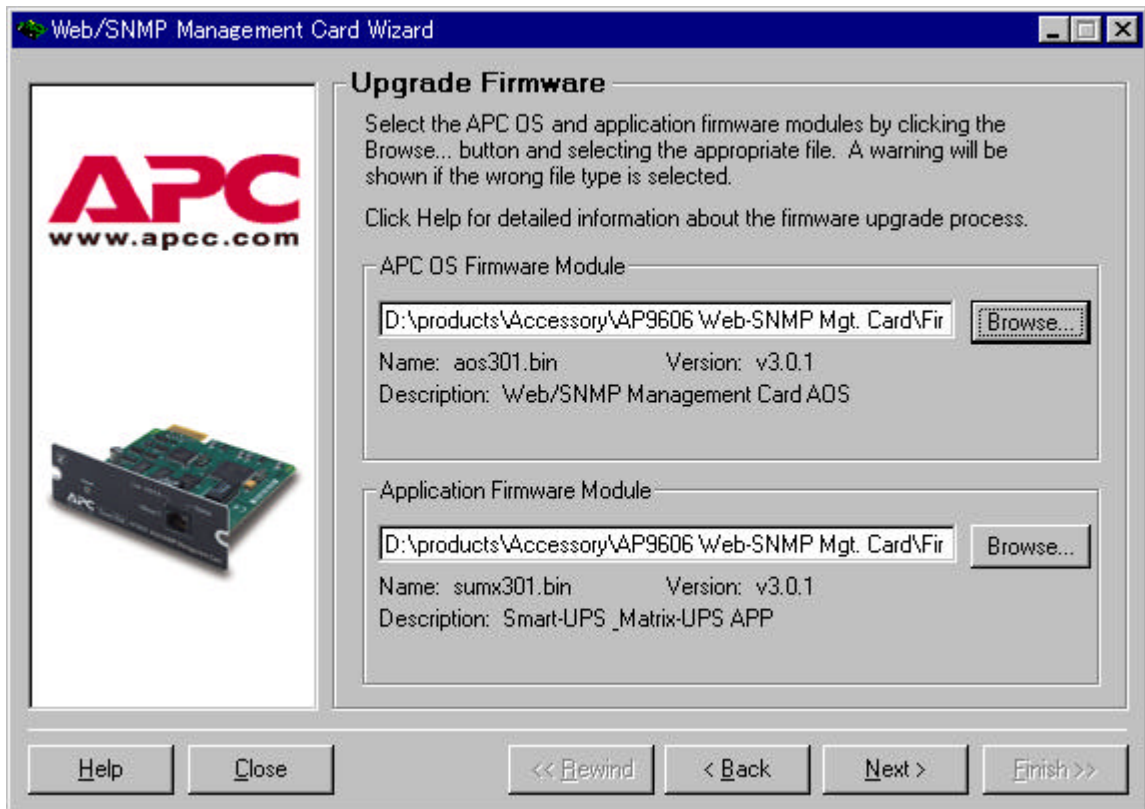 Web/SNMP Management Card Wizard
APC
www.apcc.com
APC
Upgrade Firmware
Select the APC OS and application firmware modules by clicking the
Browse... button and selecting the appropriate file. A warning will be
shown if the wrong file type is selected.
Click Help for detailed information about the firmware upgrade process.
APC OS Firmware Module
D:\products\Accessory\AP9606 Web-SNMP Mgt. Card\Fir
Browse...
Name: aos301.bin Version: v3.0.1
Description: Web/SNMP Management Card AOS
Application Firmware Module
D:\products\Accessory\AP9606 Web-SNMP Mgt. Card\Fir
Browse...
Name: sumx301.bin Version: v3.0.1
Description: Smart-UPS _Matrix-UPS APP
Help
Close
<< Rewind
< Back
Next >
Finish >>